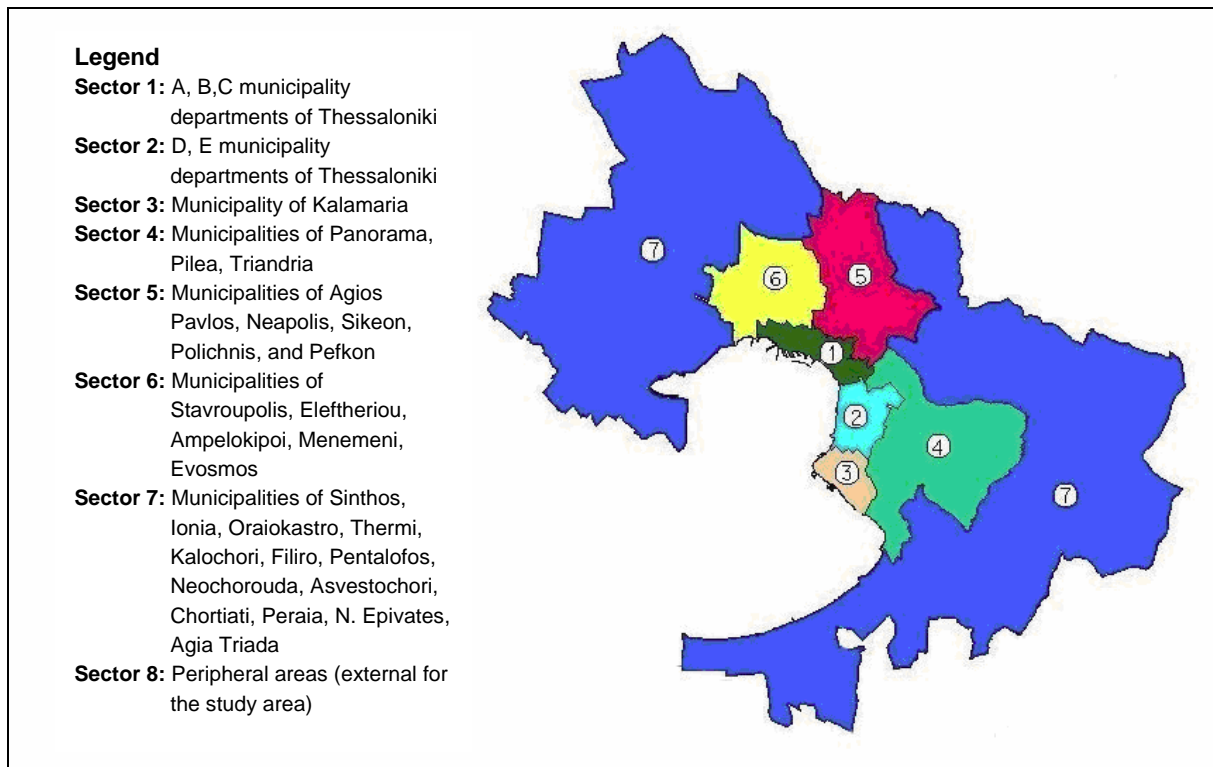 Legend
Sector 1: A, B,C municipality
departments of Thessaloniki
Sector 2: D, E municipality
departments of Thessaloniki
Sector 3: Municipality of Kalamaria
Sector 4: Municipalities of Panorama,
Pilea, Triandria
Sector 5: Municipalities of Agios
Pavlos, Neapolis, Sikeon,
Polichnis, and Pefkon
Sector 6: Municipalities of
Stavroupolis, Eleftheriou,
Ampelokipoi, Menemeni,
Evosmos
Sector 7: Municipalities of Sinthos,
Ionia, Oraiokastro, Thermi,
Kalochori, Filiro, Pentalofos,
Neochorouda, Asvestochori,
Chortiati, Peraia, N. Epivates,
Agia Triada
Sector 8: Peripheral areas (external for
the study area)
7
6
5
1
2
4
3
7